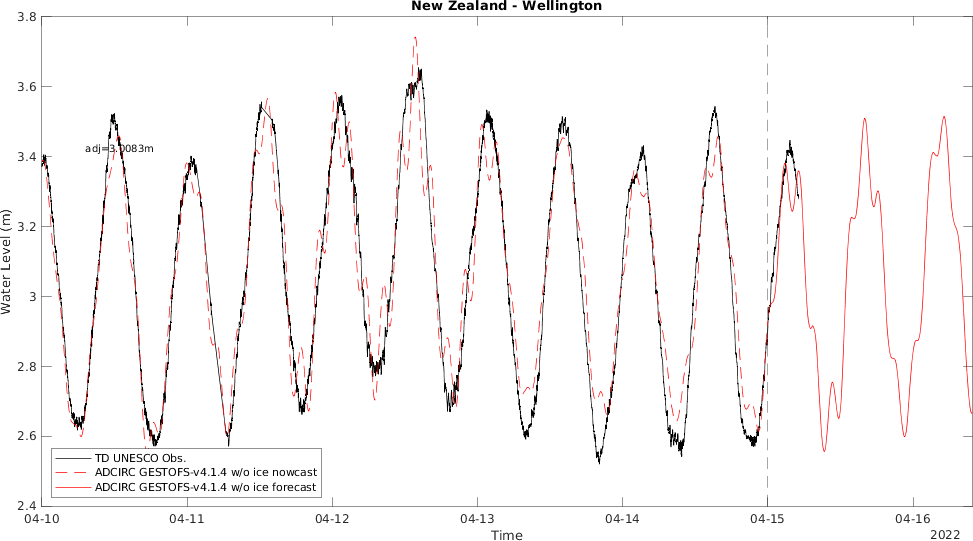 New Zealand - Wellington
3.8
3.6
3.4
3.2
3
2.8
2.6
2.4
Water Level (m)
adj=3.0083m
TD UNESCO Obs.
ADCIRC GESTOFS-v4.1.4 w/o ice nowcast
ADCIRC GESTOFS-v4.1.4 w/o ice forecast
04-10
04-11
04-12
04-13
04-14
04-15
04-16
Time
2022